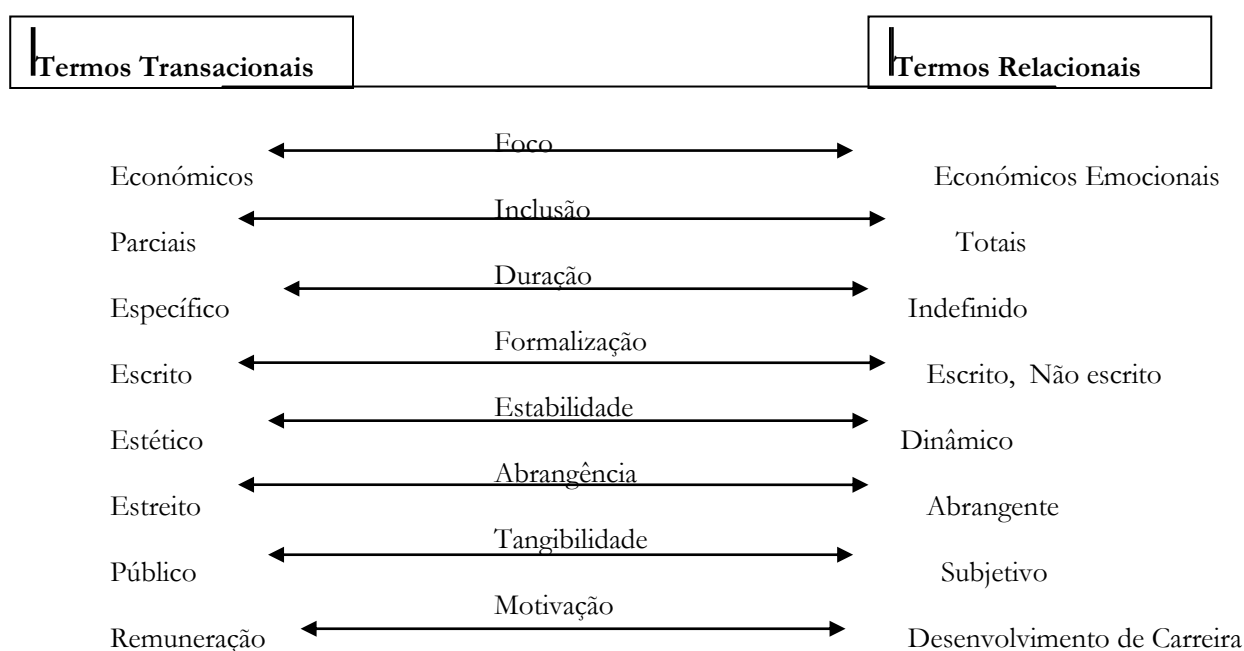 Termos Transacionais Termos Relacionais
Foco
Económicos Económicos Emocionais
Inclusão
Parciais Totais
Duração
Específico Indefinido
Formalização
Escrito Escrito, Não escrito
Estabilidade
Estético Dinâmico
Abrangência
Estreito Abrangente
Tangibilidade
Público Subjetivo
Motivação
Remuneração Desenvolvimento de Carreira